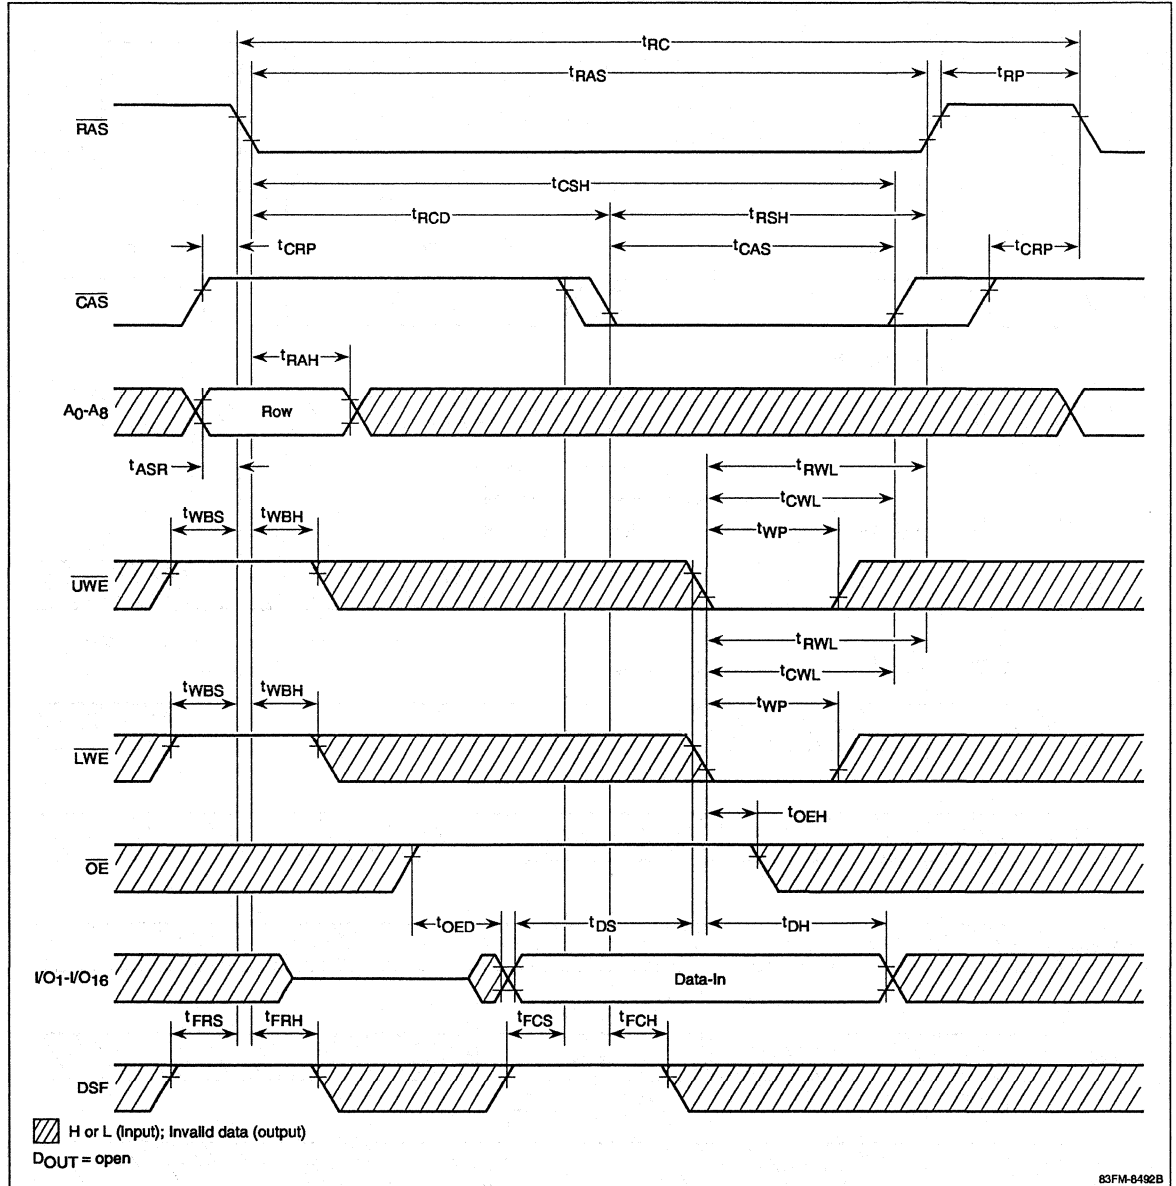 tRC
tRAS
tRP
RAS
tCSH
tRCD
tRSH
tCRP
tCAS
tCRP
CAS
tRAH
A0-A8
Row
tASR
tRWL
tCWL
tWBS
tWBH
tWP
UWE
tRWL
tCWL
tWBS
tWBH
tWP
LWE
tOEH
OE
tOED
tDS
tDH
I/O1-I/O16
Data-In
tFRS
tFRH
tFCS
tFCH
DSF
H or L (input); Invalid data (output)
DOUT = open
83FM-8492B